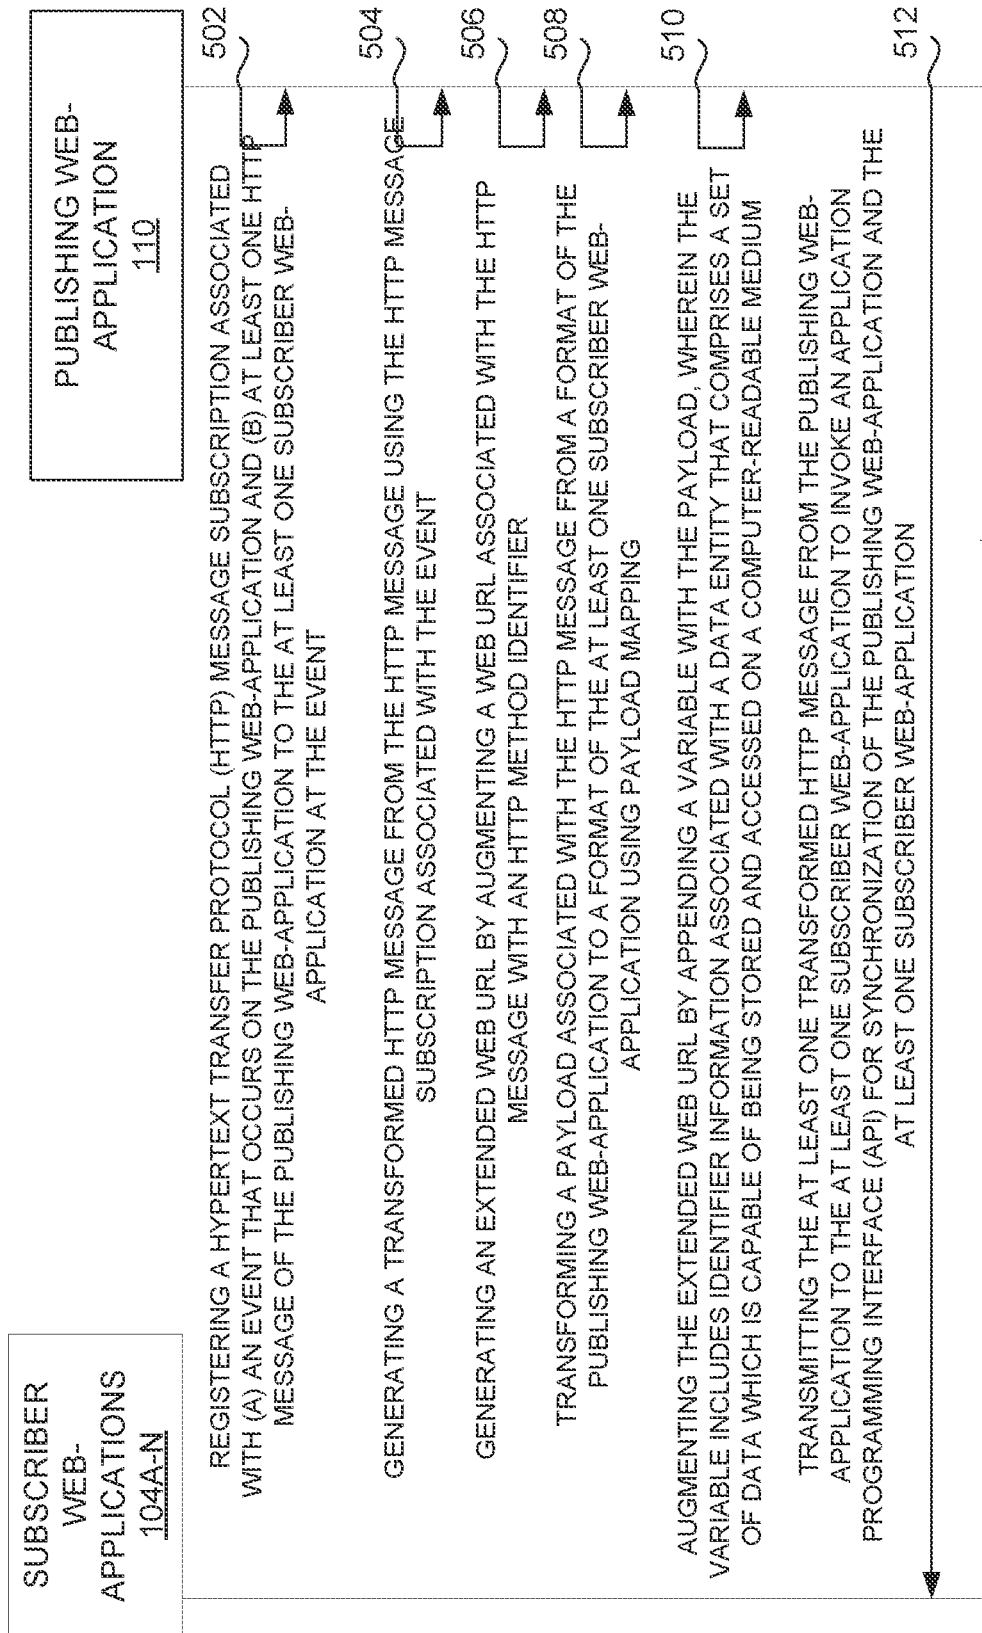 SUBSCRIBER
WEB-
APPLICATIONS
104A-N
PUBLISHING WEB-
APPLICATION
110
REGISTERING A HYPERTEXT TRANSFER PROTOCOL (HTTP) MESSAGE SUBSCRIPTION ASSOCIATED
WITH (A) AN EVENT THAT OCCURS ON THE PUBLISHING WEB-APPLICATION AND (B) AT LEAST ONE HTTP
MESSAGE OF THE PUBLISHING WEB-APPLICATION TO THE AT LEAST ONE SUBSCRIBER WEB-
APPLICATION AT THE EVENT
502
GENERATING A TRANSFORMED HTTP MESSAGE FROM THE HTTP MESSAGE USING THE HTTP MESSAGE
SUBSCRIPTION ASSOCIATED WITH THE EVENT
504
GENERATING AN EXTENDED WEB URL BY AUGMENTING A WEB URL ASSOCIATED WITH THE HTTP
MESSAGE WITH AN HTTP METHOD IDENTIFIER
506
TRANSFORMING A PAYLOAD ASSOCIATED WITH THE HTTP MESSAGE FROM A FORMAT OF THE
PUBLISHING WEB-APPLICATION TO A FORMAT OF THE AT LEAST ONE SUBSCRIBER WEB-
APPLICATION USING PAYLOAD MAPPING
508
AUGMENTING THE EXTENDED WEB URL BY APPENDING A VARIABLE WITH THE PAYLOAD, WHEREIN THE
VARIABLE INCLUDES IDENTIFIER INFORMATION ASSOCIATED WITH A DATA ENTITY THAT COMPRISES A SET
OF DATA WHICH IS CAPABLE OF BEING STORED AND ACCESSED ON A COMPUTER-READABLE MEDIUM
510
TRANSMITTING THE AT LEAST ONE TRANSFORMED HTTP MESSAGE FROM THE PUBLISHING WEB-
APPLICATION TO THE AT LEAST ONE SUBSCRIBER WEB-APPLICATION TO INVOKE AN APPLICATION
PROGRAMMING INTERFACE (API) FOR SYNCHRONIZATION OF THE PUBLISHING WEB-APPLICATION AND THE
AT LEAST ONE SUBSCRIBER WEB-APPLICATION
512